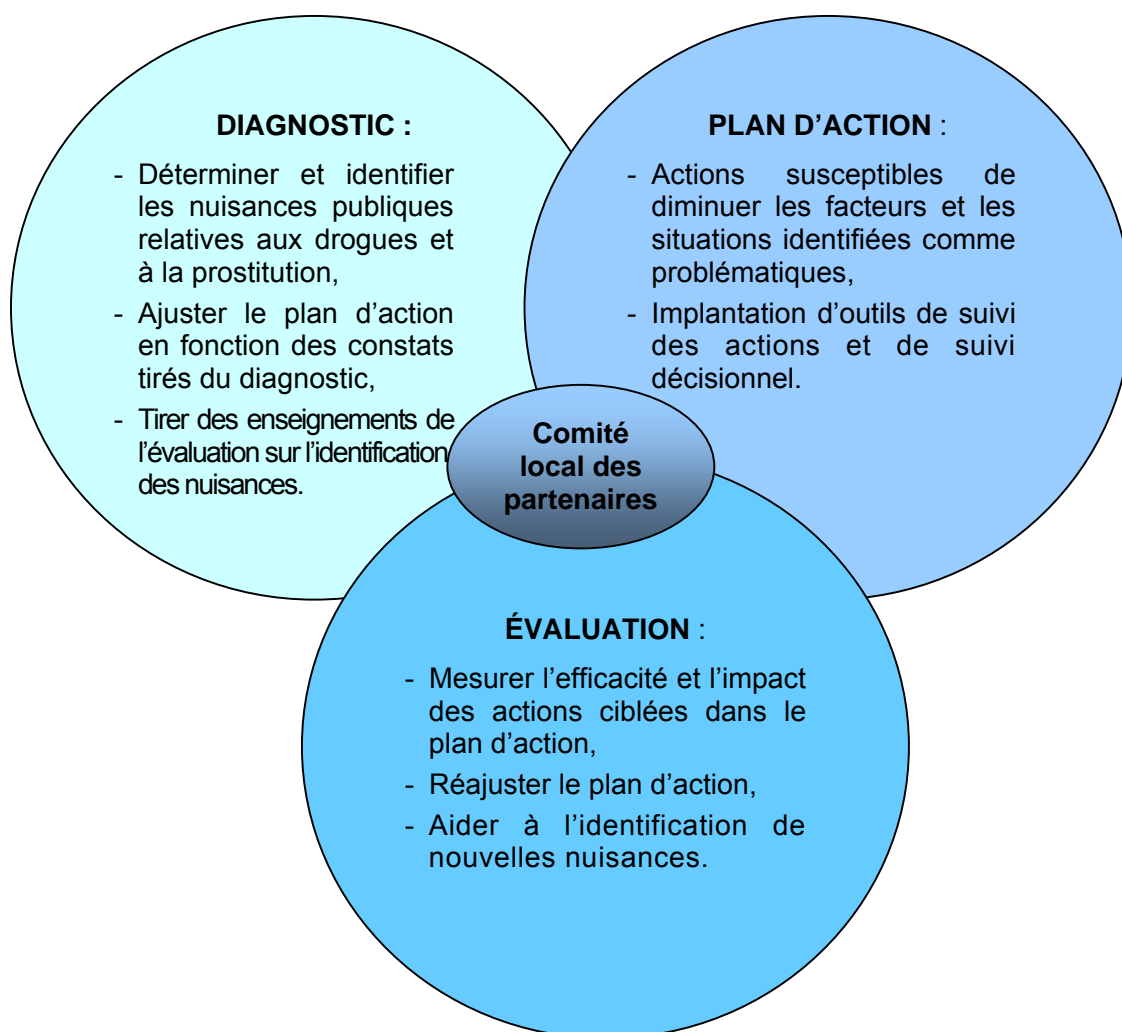 DIAGNOSTIC :
- Déterminer et identifier
les nuisances publiques
relatives aux drogues et
à la prostitution,
- Ajuster le plan d’action
en fonction des constats
tirés du diagnostic,
- Tirer des enseignements de
l’évaluation sur l’identification
des nuisances.
PLAN D’ACTION :
- Actions susceptibles de
diminuer les facteurs et les
situations identifiées comme
problématiques,
- Implantation d’outils de suivi
des actions et de suivi
décisionnel.
Comité
local des
partenaires
ÉVALUATION :
- Mesurer l’efficacité et l’impact
des actions ciblées dans le
plan d’action,
- Réajuster le plan d’action,
- Aider à l’identification de
nouvelles nuisances.